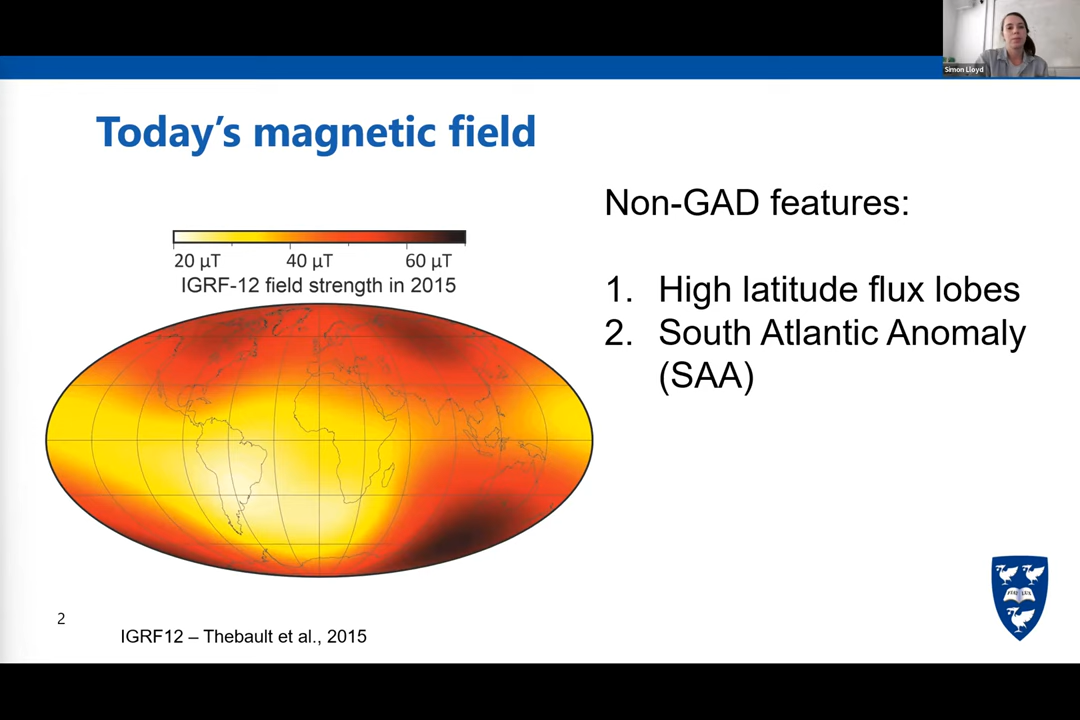 Simon Lloyd
Today's magnetic field
Non-GAD features:
20 µT 40 µT 60 µT
IGRF-12 field strength in 2015
1. High latitude flux lobes
2. South Atlantic Anomaly
(SAA)
2
IGRF12 – Thebault et al., 2015